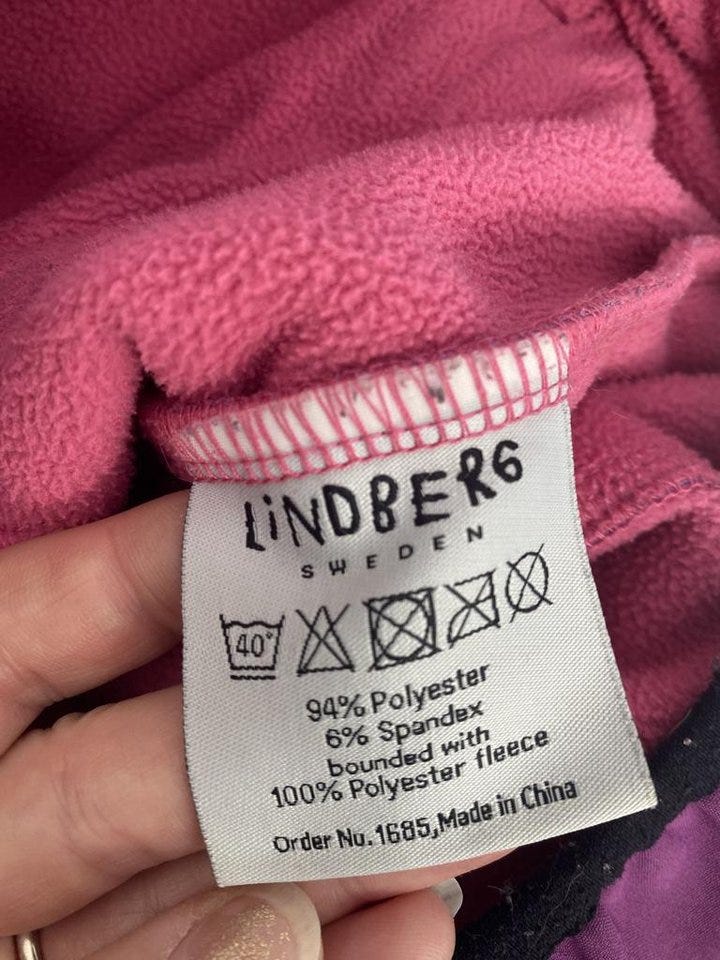 LiNDBERG
SWEDEN
40°
94% Polyester
6% Spandex
bounded with
100% Polyester fleece
Order No.1685,Made in China